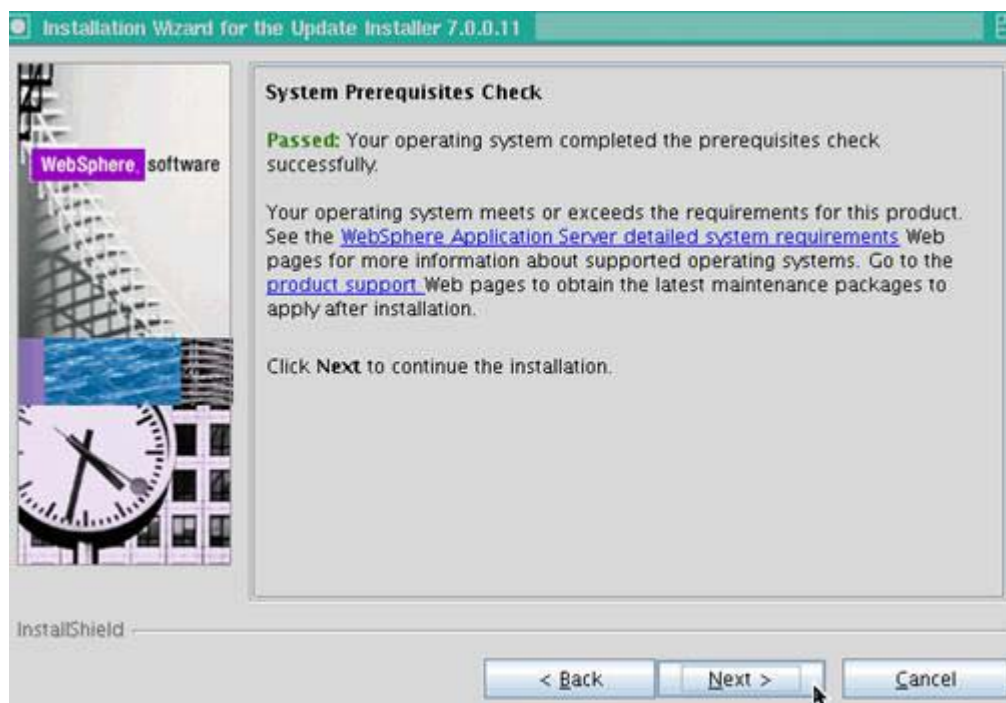 Installation Wizard for the Update Installer 7.0.0.11
WebSphere. software
System Prerequisites Check
Passed: Your operating system completed the prerequisites check
successfully.
Your operating system meets or exceeds the requirements for this product.
See the WebSphere Application Server detailed system requirements Web
pages for more information about supported operating systems. Go to the
product support Web pages to obtain the latest maintenance packages to
apply after installation.
Click Next to continue the installation.
InstallShield
< Back
Next >
Cancel